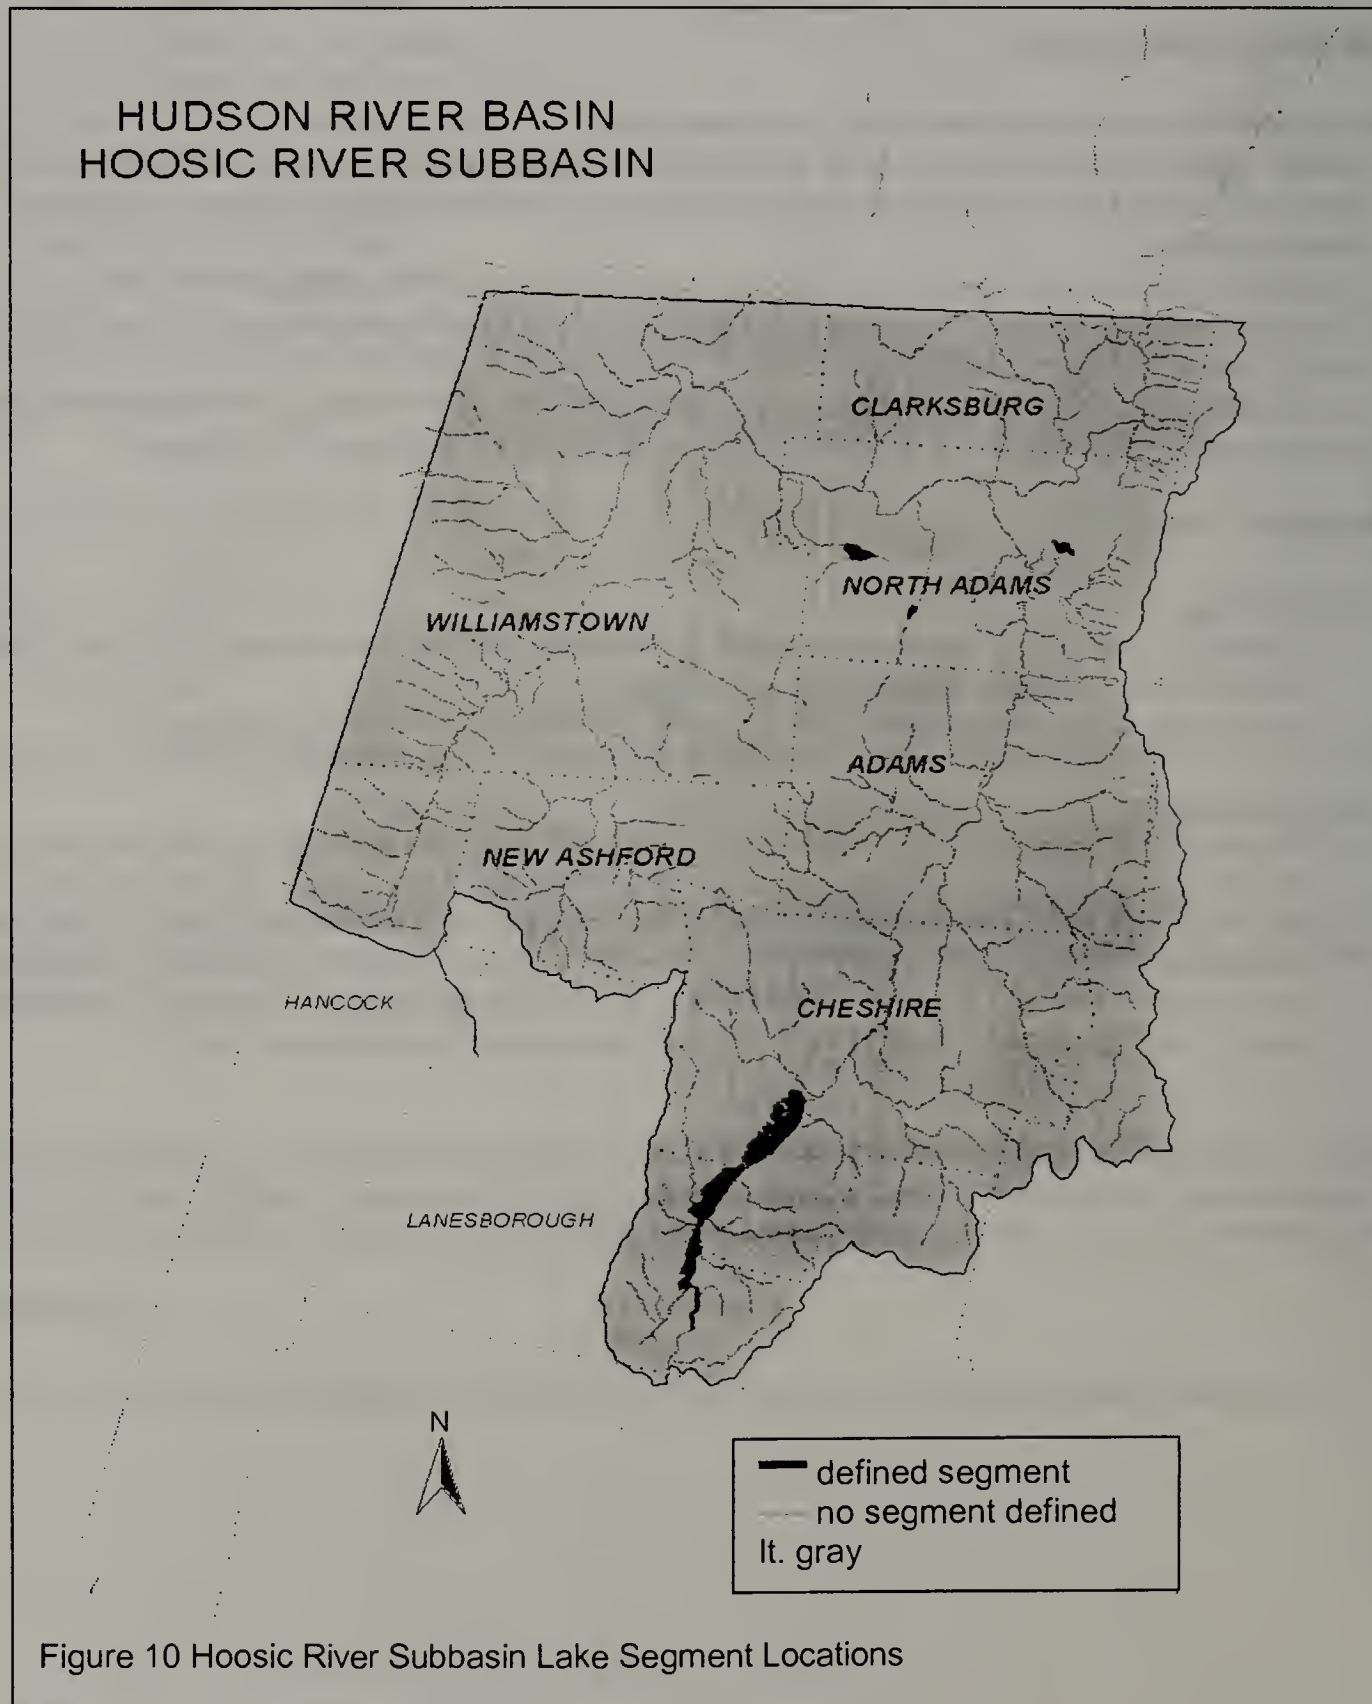 HUDSON RIVER BASIN
HOOSIC RIVER SUBBASIN
CLARKSBURG
NORTH ADAMS
WILLIAMSTOWN
ADAMS
NEW ASHFORD
HANCOCK
CHESHIRE
LANESBOROUGH
N
defined segment
no segment defined
lt. gray
Figure 10 Hoosic River Subbasin Lake Segment Locations